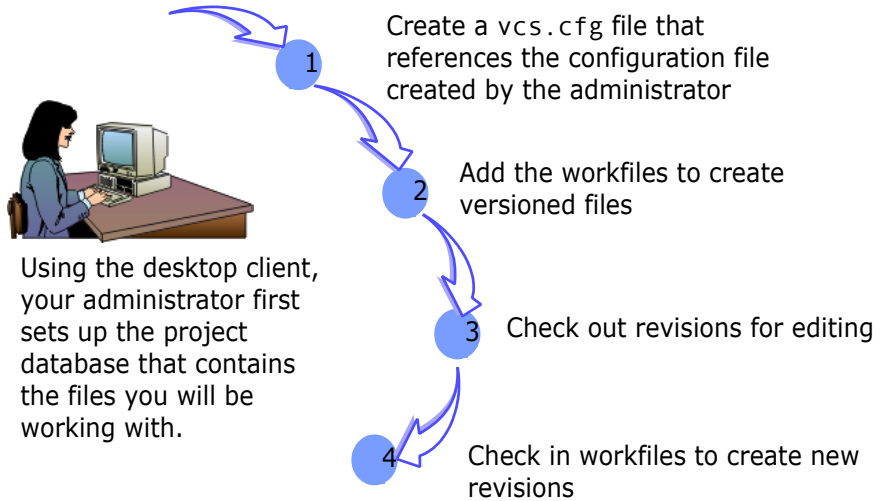 1
Create a vcs.cfg file that
references the configuration file
created by the administrator
2
Add the workfiles to create
versioned files
Using the desktop client,
your administrator first
sets up the project
database that contains
the files you will be
working with.
3
Check out revisions for editing
4
Check in workfiles to create new
revisions